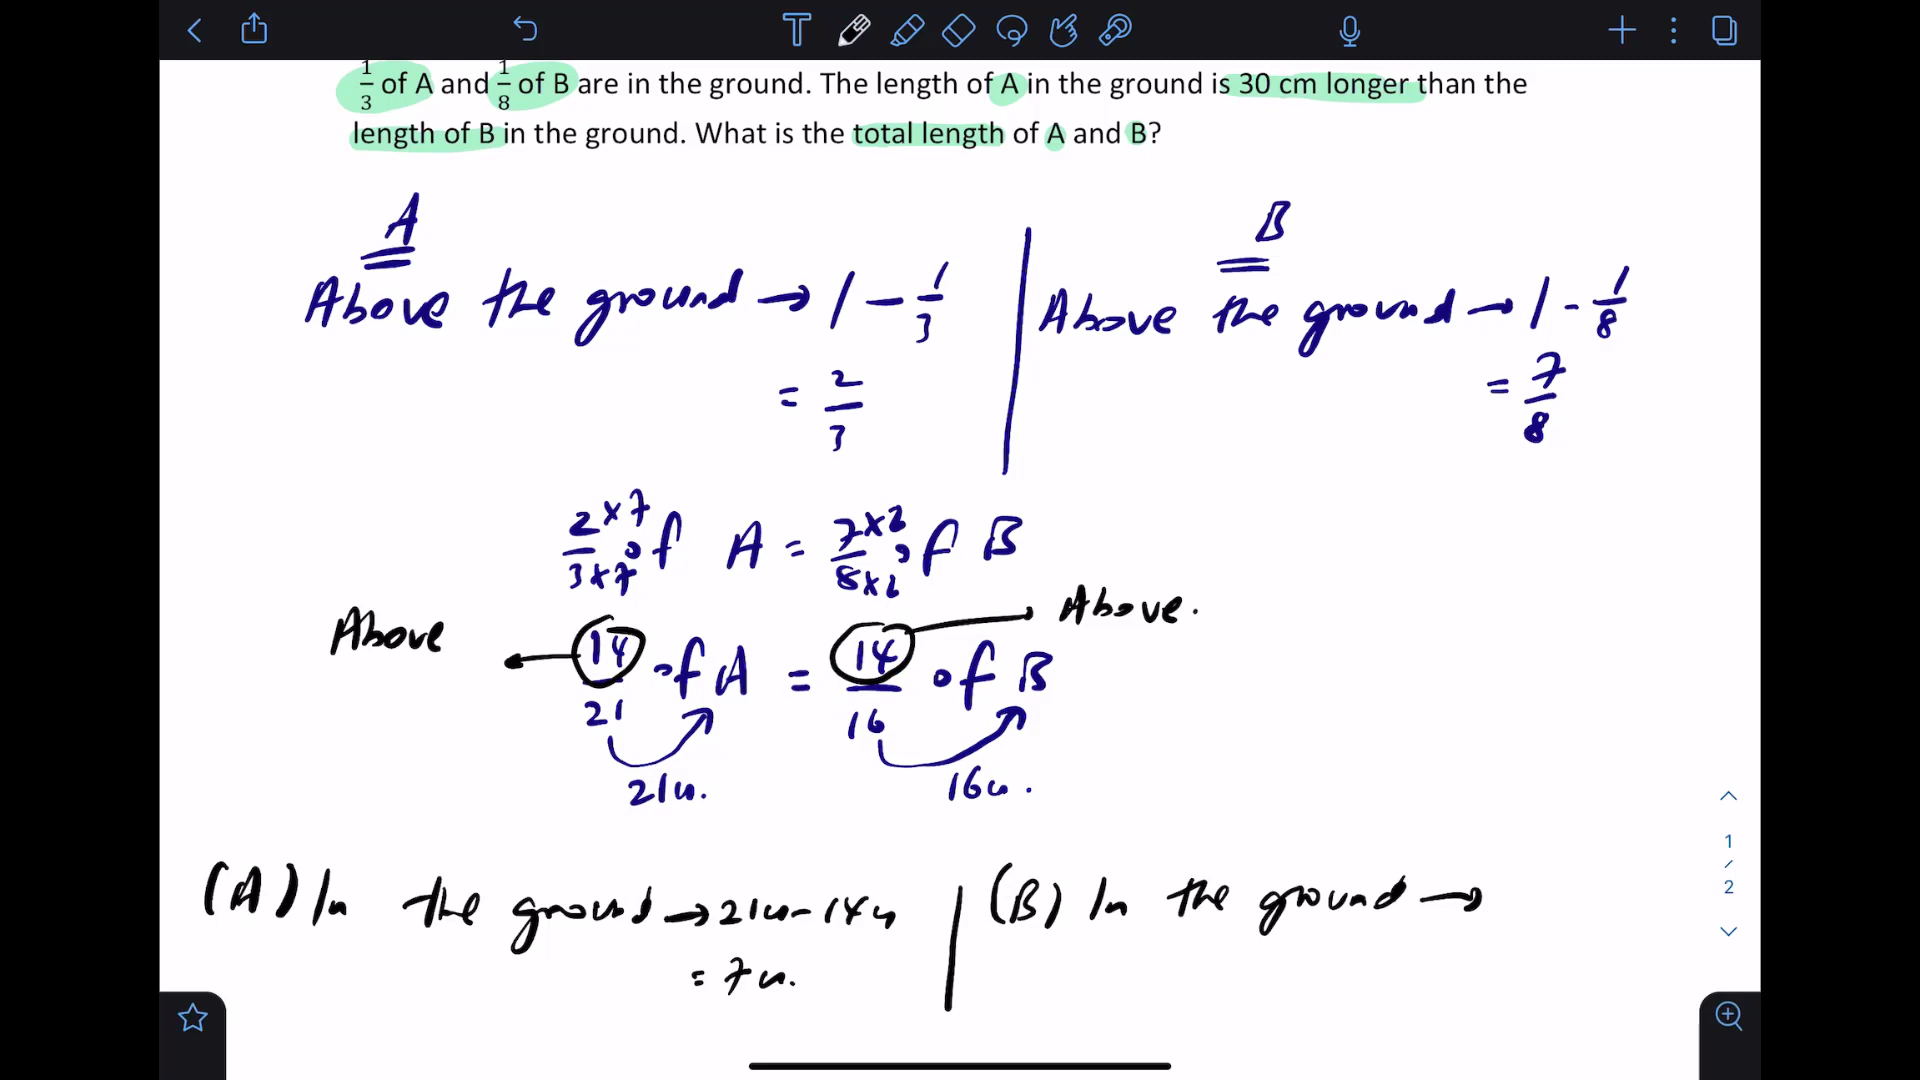 1/3 of A and 1/8 of B are in the ground. The length of A in the ground is 30 cm longer than the
length of B in the ground. What is the total length of A and B?
A
Above the ground → 1 - 1/3
= 2/3
B
Above the ground → 1 - 1/8
= 7/8
2×7/3×7 of A = 7×2/8×2 of B
Above ← 14/21 of A = 14/16 of B → Above.
21u. 16u.
(A) In the ground → 21u - 14u
= 7u.
(B) In the ground →
1
/
2